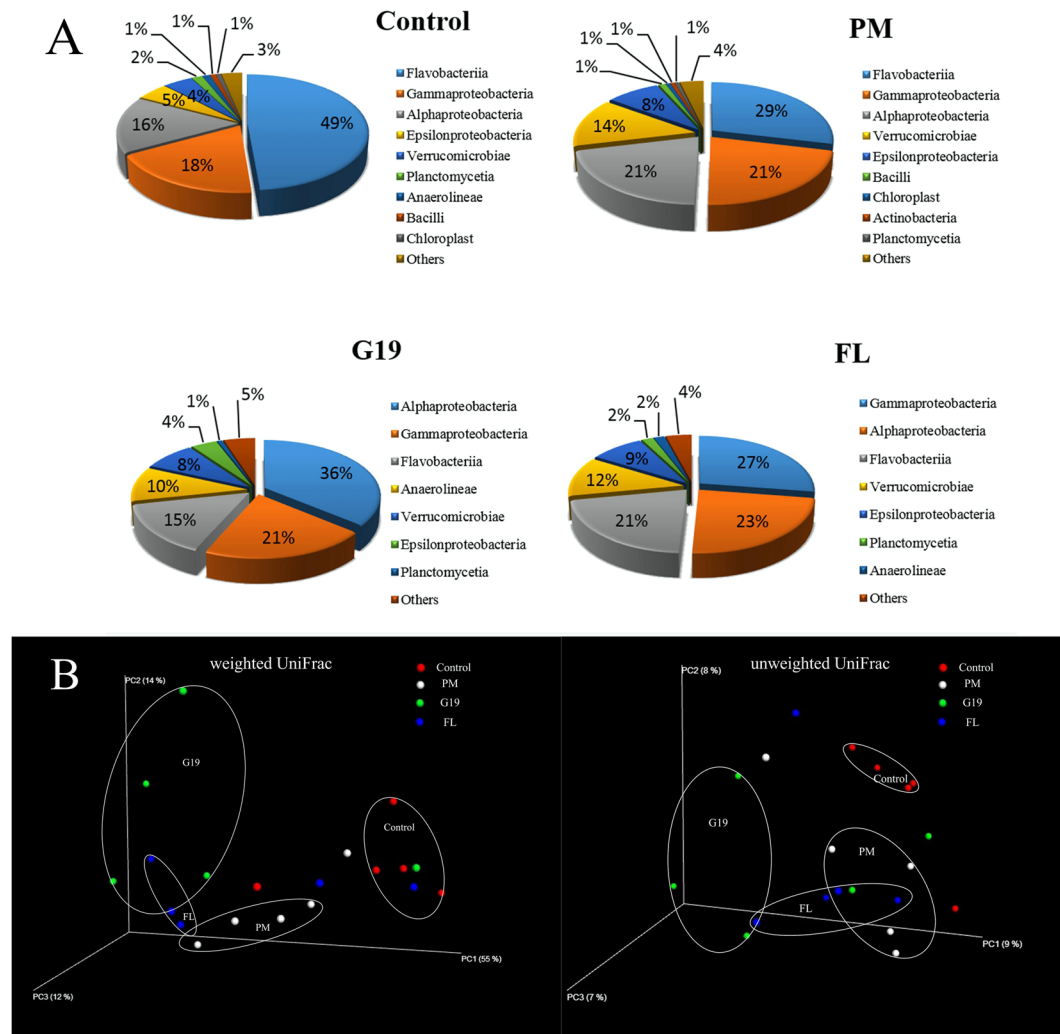 A
Control
1%
1%
1%
2%
3%
5%
4%
16%
18%
49%
Flavobacteriia
Gammaproteobacteria
Alphaproteobacteria
Epsilonproteobacteria
Verrucomicrobiae
Planctomycetia
Anaerolineae
Bacilli
Chloroplast
Others
PM
1%
1%
1%
1%
4%
8%
14%
21%
21%
29%
Flavobacteriia
Gammaproteobacteria
Alphaproteobacteria
Verrucomicrobiae
Epsilonproteobacteria
Bacilli
Chloroplast
Actinobacteria
Planctomycetia
Others
G19
5%
1%
4%
8%
10%
15%
21%
36%
Alphaproteobacteria
Gammaproteobacteria
Flavobacteriia
Anaerolineae
Verrucomicrobiae
Epsilonproteobacteria
Planctomycetia
Others
FL
4%
2%
2%
9%
12%
21%
23%
27%
Gammaproteobacteria
Alphaproteobacteria
Flavobacteriia
Verrucomicrobiae
Epsilonproteobacteria
Planctomycetia
Anaerolineae
Others
B
weighted UniFrac
Control
PM
G19
FL
PC2 (14 %)
G19
Control
FL
PM
PC1 (55 %)
PC3 (12 %)
unweighted UniFrac
Control
PM
G19
FL
PC2 (8 %)
Control
G19
PM
FL
PC1 (9 %)
PC3 (7 %)